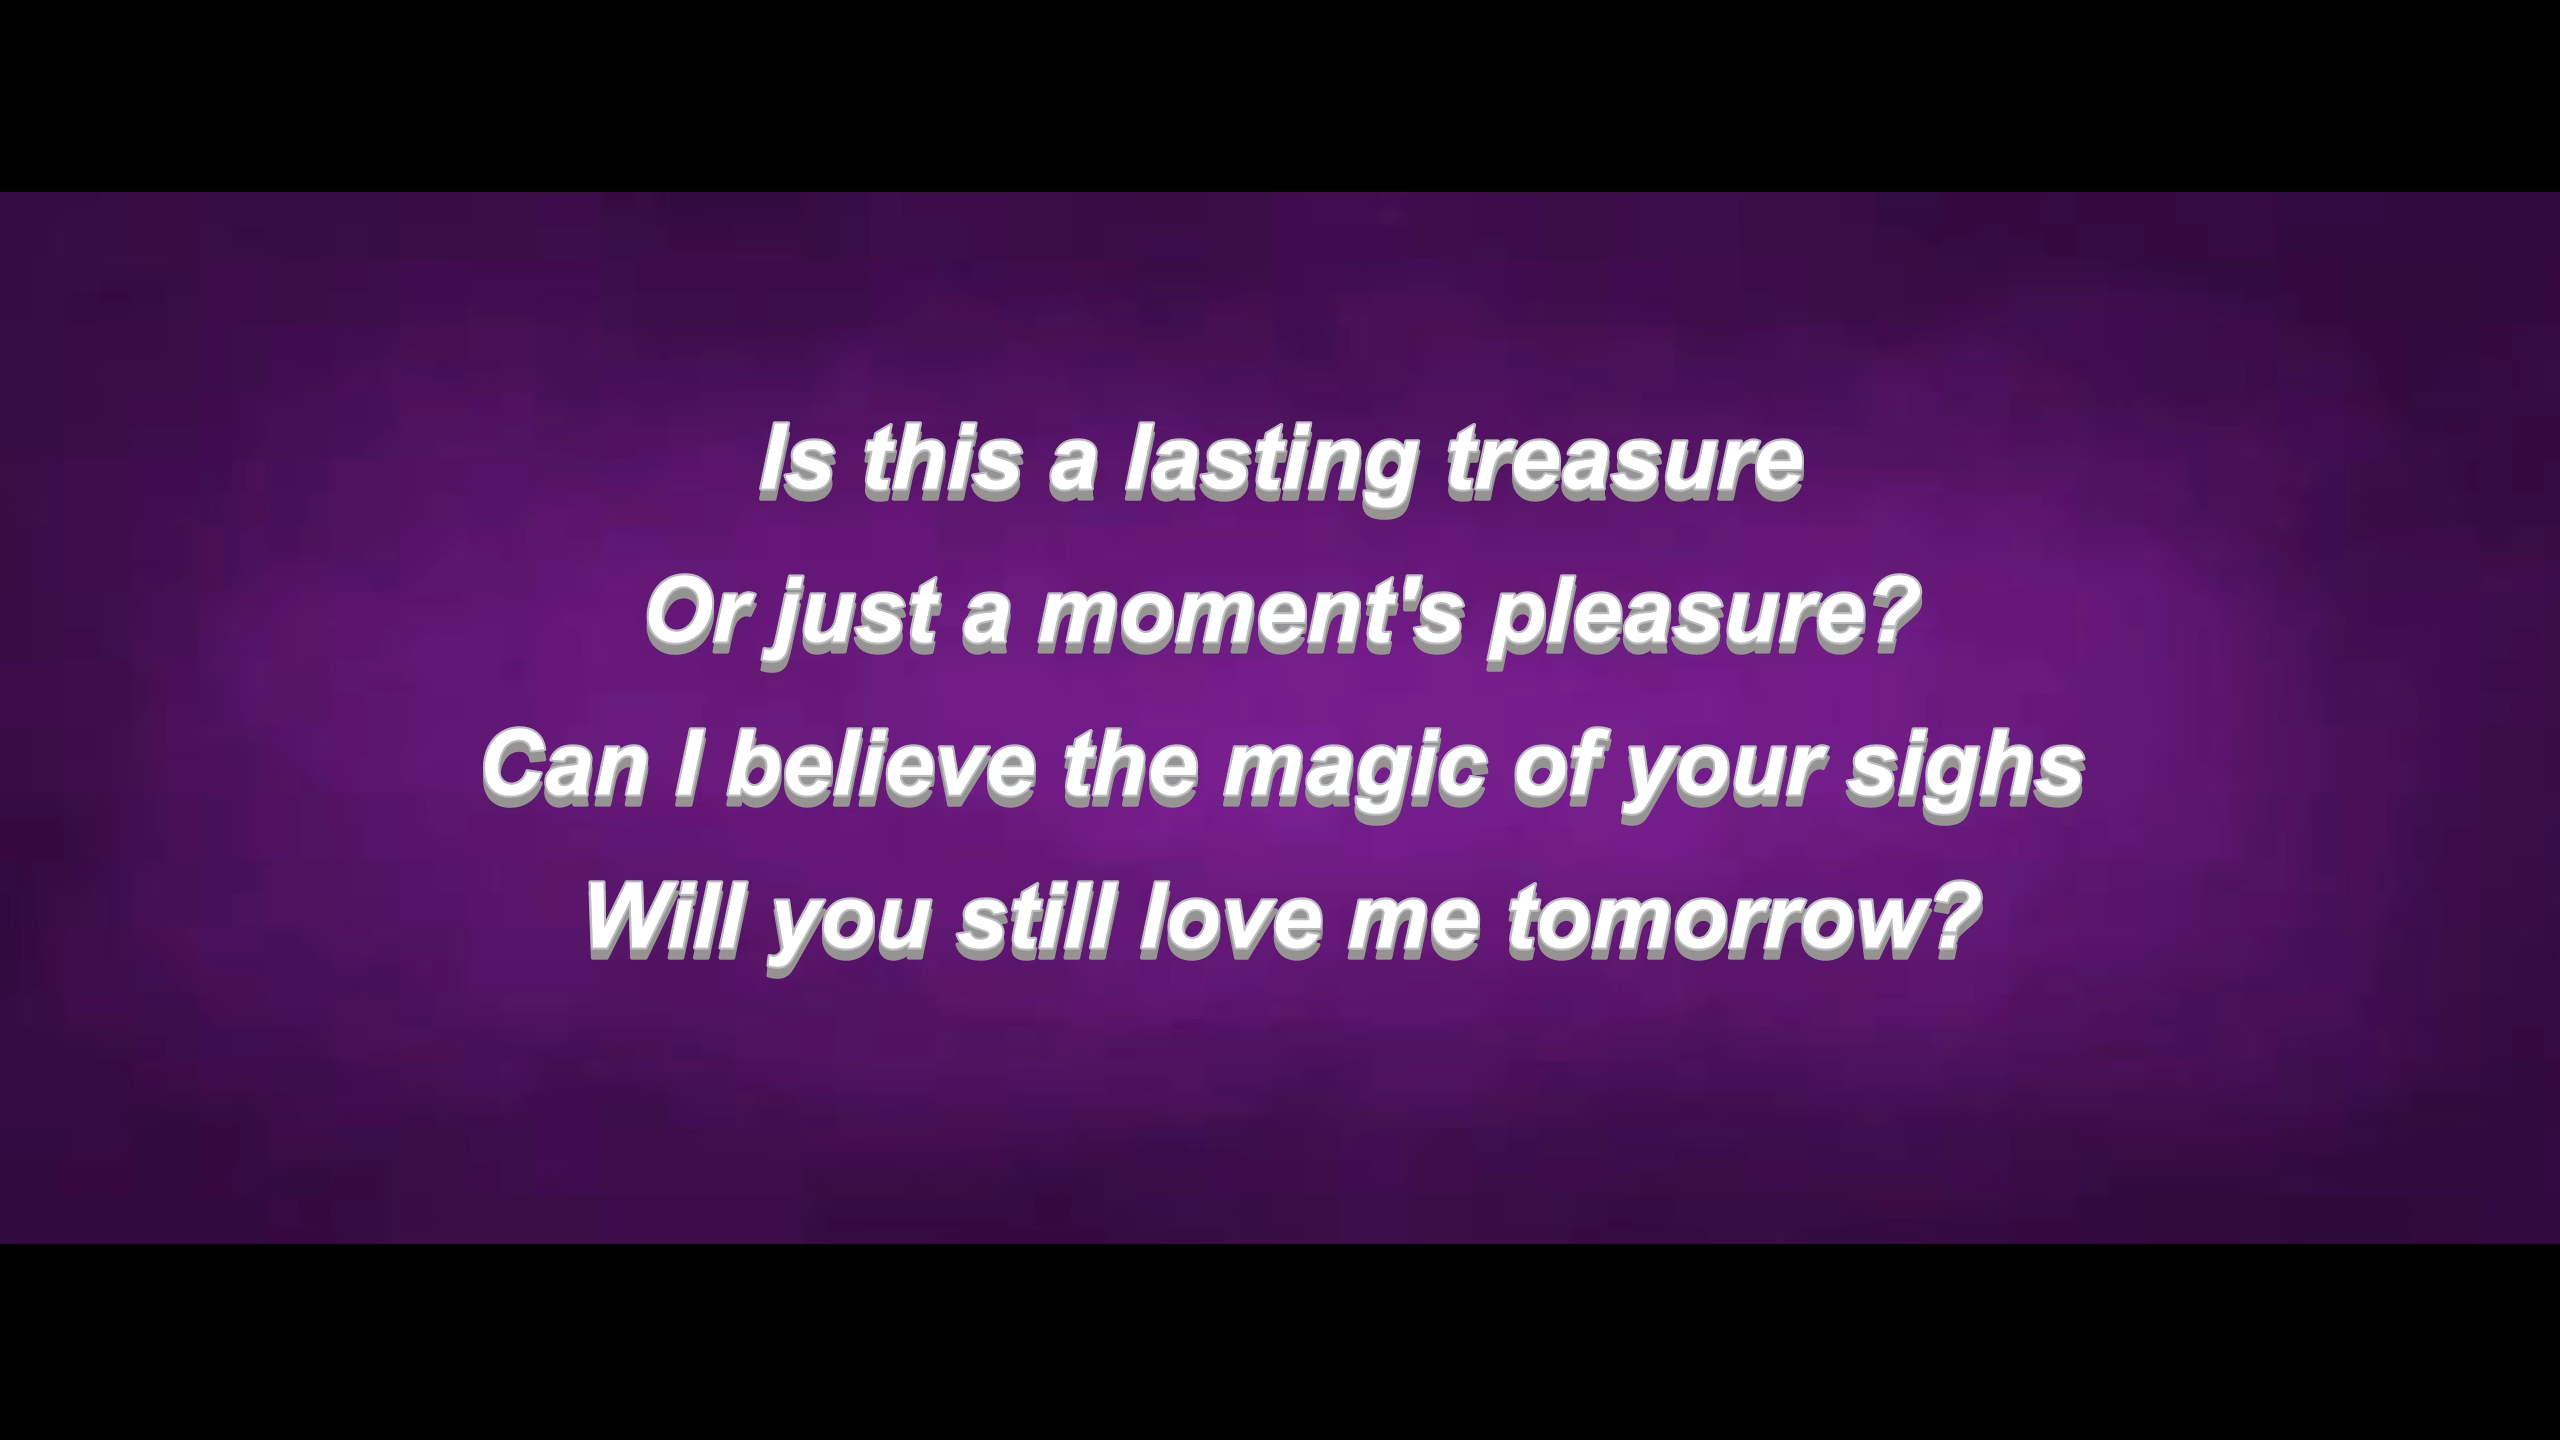 Is this a lasting treasure
Or just a moment's pleasure?
Can I believe the magic of your sighs
Will you still love me tomorrow?